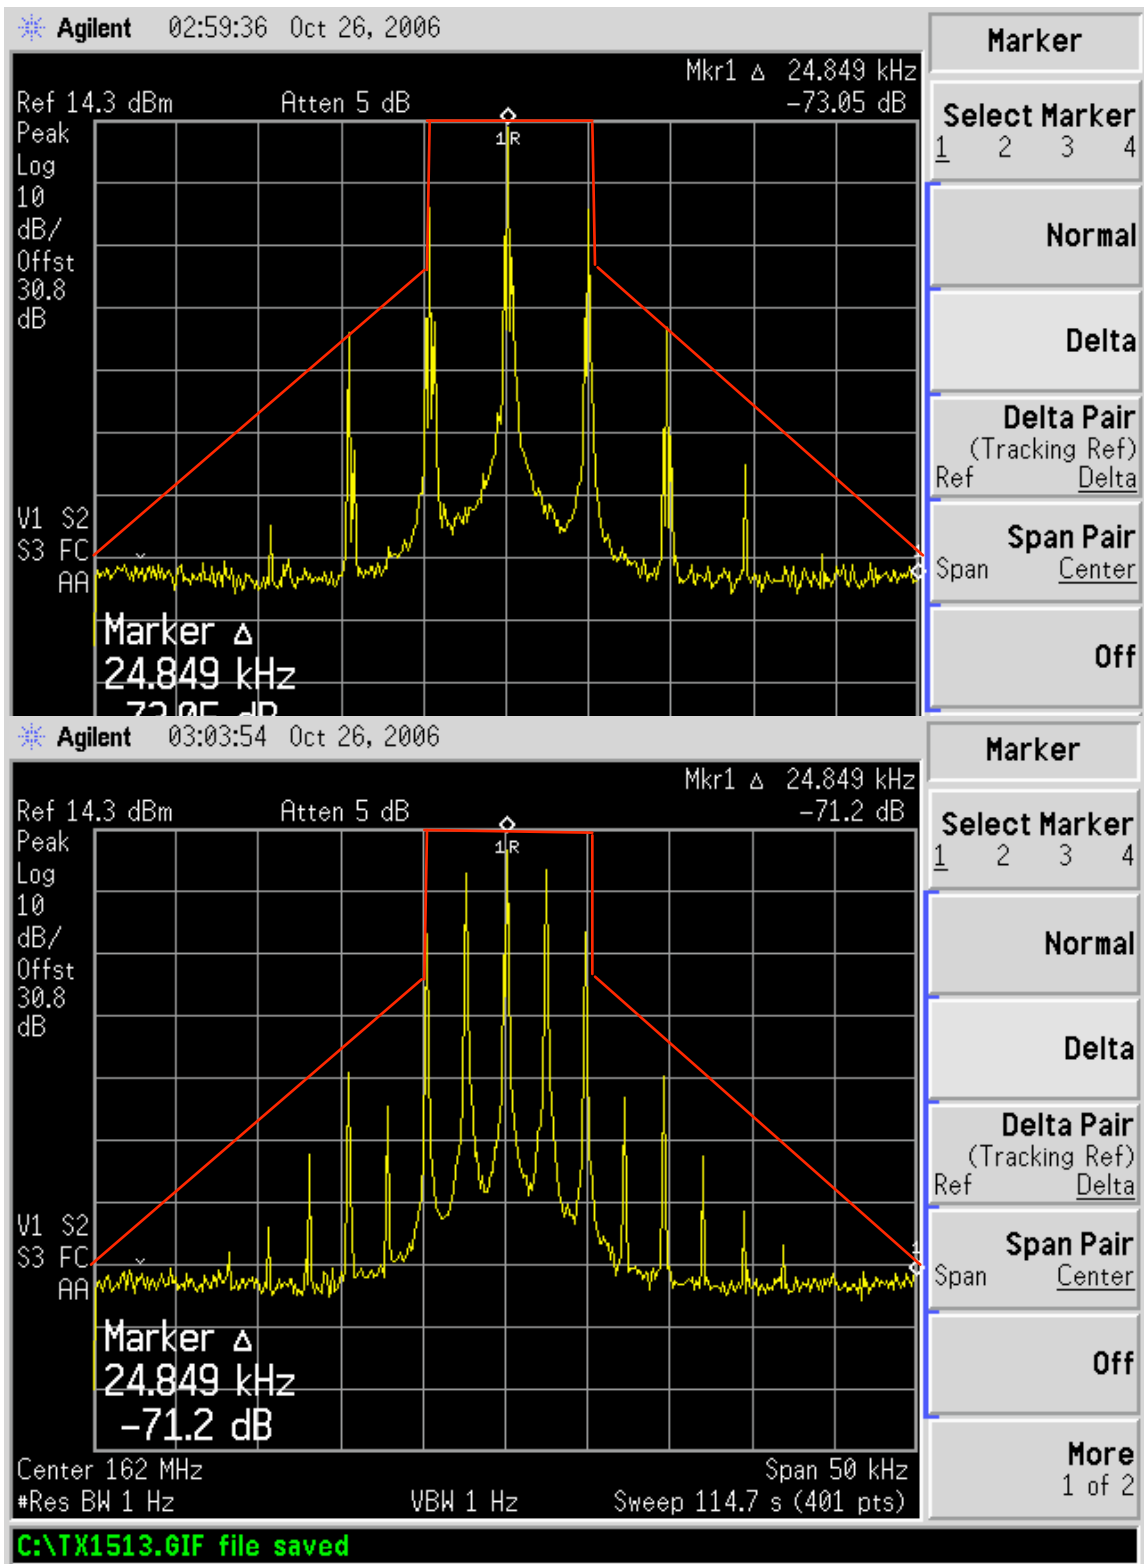 Agilent 02:59:36 Oct 26, 2006
Marker
Mkr1 Δ 24.849 kHz
Ref 14.3 dBm Atten 5 dB -73.05 dB
Peak
Log
10
dB/
Offst
30.8
dB
1R
V1 S2
S3 FC
AA
1
Marker Δ
24.849 kHz
-73.05 dB
Select Marker
1 2 3 4
Normal
Delta
Delta Pair
(Tracking Ref)
Ref Delta
Span Pair
Span Center
Off
Agilent 03:03:54 Oct 26, 2006
Marker
Mkr1 Δ 24.849 kHz
Ref 14.3 dBm Atten 5 dB -71.2 dB
Peak
Log
10
dB/
Offst
30.8
dB
1R
V1 S2
S3 FC
AA
1
Marker Δ
24.849 kHz
-71.2 dB
Center 162 MHz Span 50 kHz
#Res BW 1 Hz VBW 1 Hz Sweep 114.7 s (401 pts)
Select Marker
1 2 3 4
Normal
Delta
Delta Pair
(Tracking Ref)
Ref Delta
Span Pair
Span Center
Off
More
1 of 2
C:\TX1513.GIF file saved